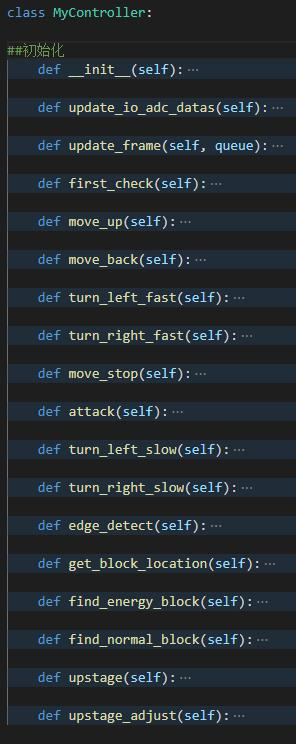 class MyController:
##初始化
def __init__(self):···
def update_io_adc_datas(self):···
def update_frame(self, queue):···
def first_check(self):···
def move_up(self):···
def move_back(self):···
def turn_left_fast(self):···
def turn_right_fast(self):···
def move_stop(self):···
def attack(self):···
def turn_left_slow(self):···
def turn_right_slow(self):···
def edge_detect(self):···
def get_block_location(self):···
def find_energy_block(self):···
def find_normal_block(self):···
def upstage(self):···
def upstage_adjust(self):···